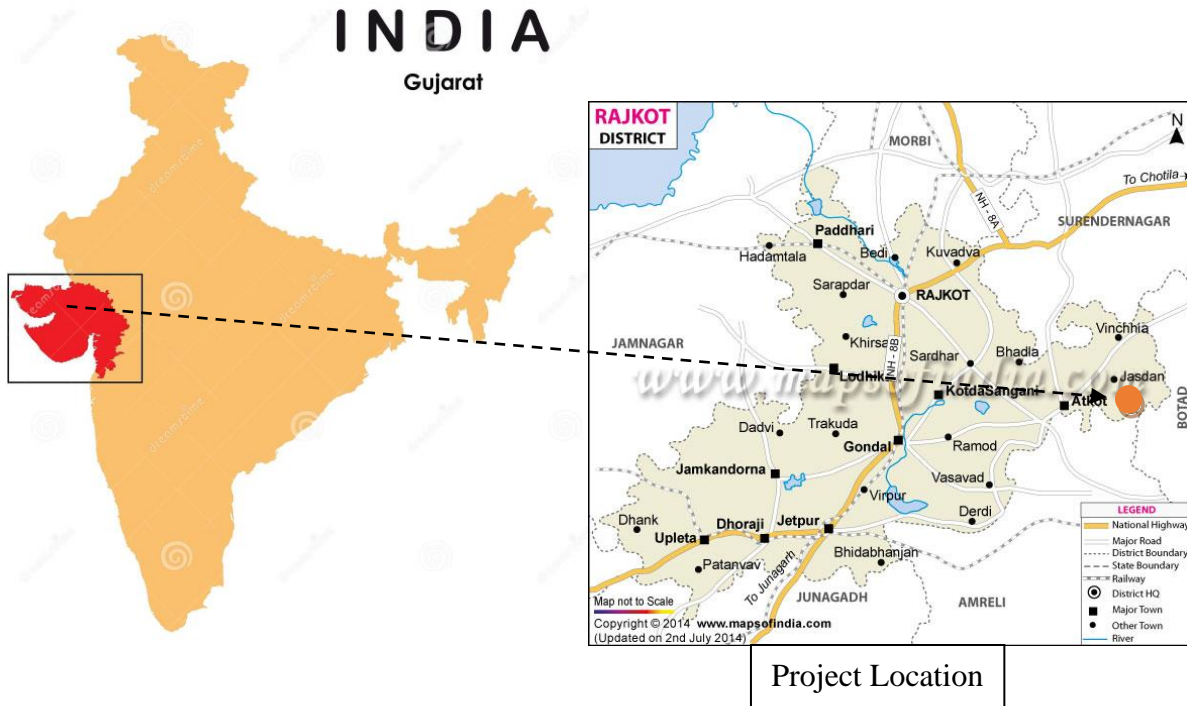 INDIA
Gujarat
RAJKOT
DISTRICT
N
MORBI
To Chotila
NH - 8A
SURENDERNAGAR
Paddhari
Hadamtala
Bedi
Kuvadva
Sarapdar
RAJKOT
JAMNAGAR
Khirsa
NH - 8B
Sardhar
Bhadla
Vinchhia
www.mapsofindia.com
Lodhika
Jasdan
KotdaSangani
Atkot
BOTAD
Dadvi
Trakuda
Gondal
Ramod
Jamkandorna
Vasavad
Virpur
Derdi
Dhank
Dhoraji
Jetpur
Upleta
Patanvav
Bhidabhanjan
To Junagarh
JUNAGADH
AMRELI
LEGEND
National Highway
Major Road
District Boundary
State Boundary
Railway
District HQ
Major Town
Other Town
River
Map not to Scale
Copyright © 2014 www.mapsofindia.com
(Updated on 2nd July 2014)
Project Location
dreamstime